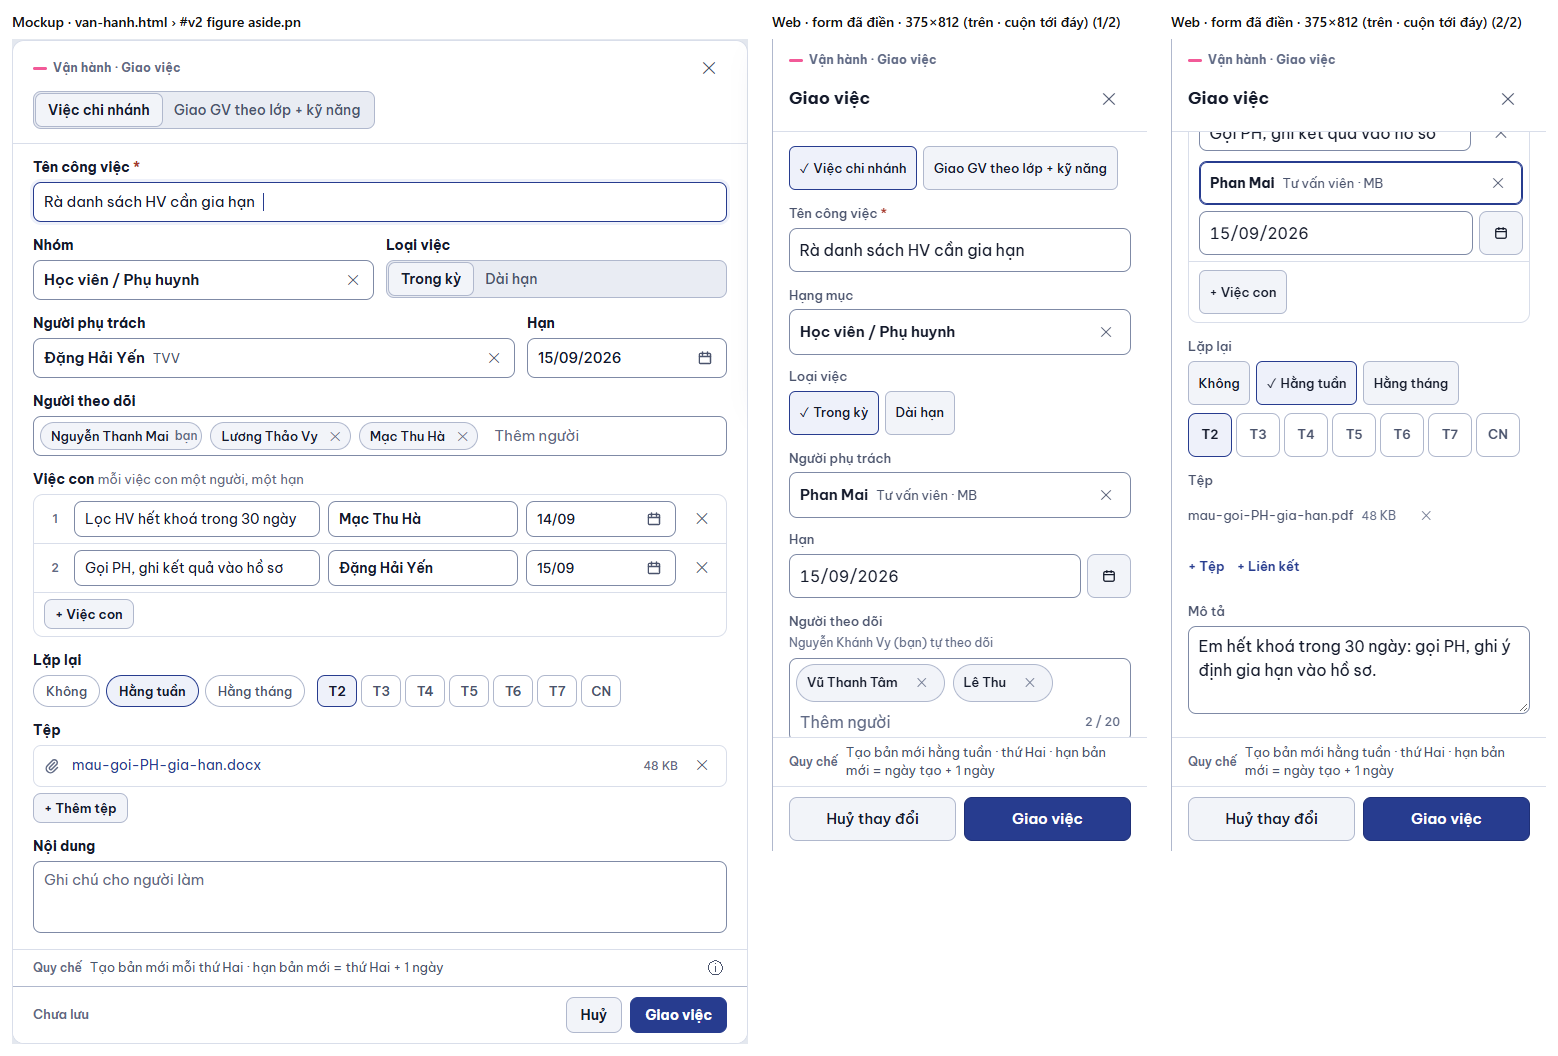 Mockup · van-hanh.html › #v2 figure aside.pn
Vận hành · Giao việc
Việc chi nhánh
Giao GV theo lớp + kỹ năng
Tên công việc *
Rà danh sách HV cần gia hạn
Nhóm
Loại việc
Học viên / Phụ huynh
Trong kỳ
Dài hạn
Người phụ trách
Hạn
Đặng Hải Yến TVV
15/09/2026
Người theo dõi
Nguyễn Thanh Mai bạn
Lương Thảo Vy
Mạc Thu Hà
Thêm người
Việc con mỗi việc con một người, một hạn
1 Lọc HV hết khoá trong 30 ngày Mạc Thu Hà 14/09
2 Gọi PH, ghi kết quả vào hồ sơ Đặng Hải Yến 15/09
+ Việc con
Lặp lại
Không Hằng tuần Hằng tháng T2 T3 T4 T5 T6 T7 CN
Tệp
mau-goi-PH-gia-han.docx 48 KB
+ Thêm tệp
Nội dung
Ghi chú cho người làm
Quy chế Tạo bản mới mỗi thứ Hai · hạn bản mới = thứ Hai + 1 ngày
Chưa lưu
Huỷ
Giao việc
Web · form đã điền · 375×812 (trên · cuộn tới đáy) (1/2)
Vận hành · Giao việc
Giao việc
✓ Việc chi nhánh
Giao GV theo lớp + kỹ năng
Tên công việc *
Rà danh sách HV cần gia hạn
Hạng mục
Học viên / Phụ huynh
Loại việc
✓ Trong kỳ
Dài hạn
Người phụ trách
Phan Mai Tư vấn viên · MB
Hạn
15/09/2026
Người theo dõi
Nguyễn Khánh Vy (bạn) tự theo dõi
Vũ Thanh Tâm
Lê Thu
Thêm người
2 / 20
Quy chế Tạo bản mới hằng tuần · thứ Hai · hạn bản
mới = ngày tạo + 1 ngày
Huỷ thay đổi
Giao việc
Web · form đã điền · 375×812 (trên · cuộn tới đáy) (2/2)
Vận hành · Giao việc
Giao việc
Gọi PH, ghi kết quả vào hồ sơ
Phan Mai Tư vấn viên · MB
15/09/2026
+ Việc con
Lặp lại
Không
✓ Hằng tuần
Hằng tháng
T2 T3 T4 T5 T6 T7 CN
Tệp
mau-goi-PH-gia-han.pdf 48 KB
+ Tệp + Liên kết
Mô tả
Em hết khoá trong 30 ngày: gọi PH, ghi ý
định gia hạn vào hồ sơ.
Quy chế Tạo bản mới hằng tuần · thứ Hai · hạn bản
mới = ngày tạo + 1 ngày
Huỷ thay đổi
Giao việc